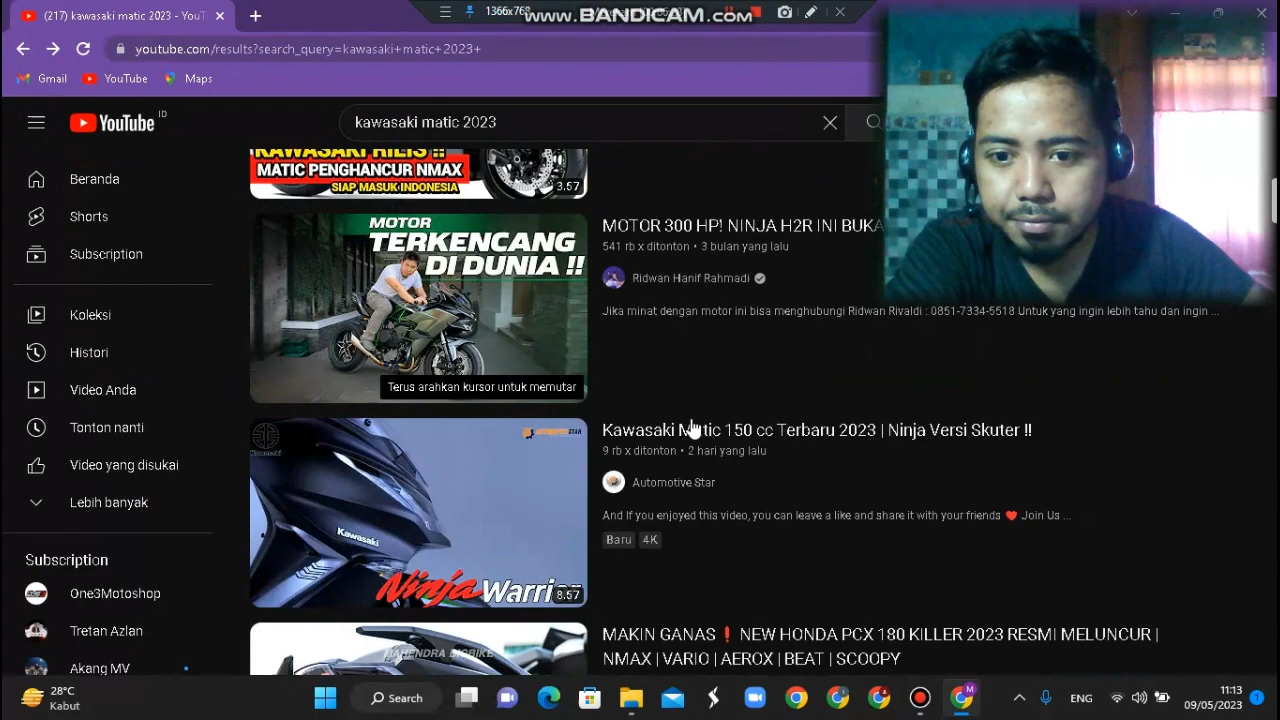 (217) kawasaki matic 2023 - YouT
1366x768
www.BANDICAM.com
youtube.com/results?search_query=kawasaki+matic+2023+
Gmail
YouTube
Maps
YouTube ID
kawasaki matic 2023
Beranda
Shorts
Subscription
Koleksi
Histori
Video Anda
Tonton nanti
Video yang disukai
Lebih banyak
Subscription
One3Motoshop
Tretan Azlan
Akang MV
KAWASAKI RILIS !!
MATIC PENGHANCUR NMAX
SIAP MASUK INDONESIA
3.57
MOTOR
TERKENCANG
DI DUNIA !!
Terus arahkan kursor untuk memutar
MOTOR 300 HP! NINJA H2R INI BUKA
541 rb x ditonton • 3 bulan yang lalu
Ridwan Hanif Rahmadi
Jika minat dengan motor ini bisa menghubungi Ridwan Rivaldi : 0851-7334-5518 Untuk yang ingin lebih tahu dan ingin ...
Kawasaki
AUTOMOTIVE STAR
Kawasaki
Ninja Warrior
8.57
Kawasaki Matic 150 cc Terbaru 2023 | Ninja Versi Skuter !!
9 rb x ditonton • 2 hari yang lalu
Automotive Star
And If you enjoyed this video, you can leave a like and share it with your friends ❤️ Join Us ...
Baru
4K
MAHENDRA BIGBIKE
MAKIN GANAS❗NEW HONDA PCX 180 KILLER 2023 RESMI MELUNCUR |
NMAX | VARIO | AEROX | BEAT | SCOOPY
28°C
Kabut
Search
ENG
11:13
09/05/2023
1